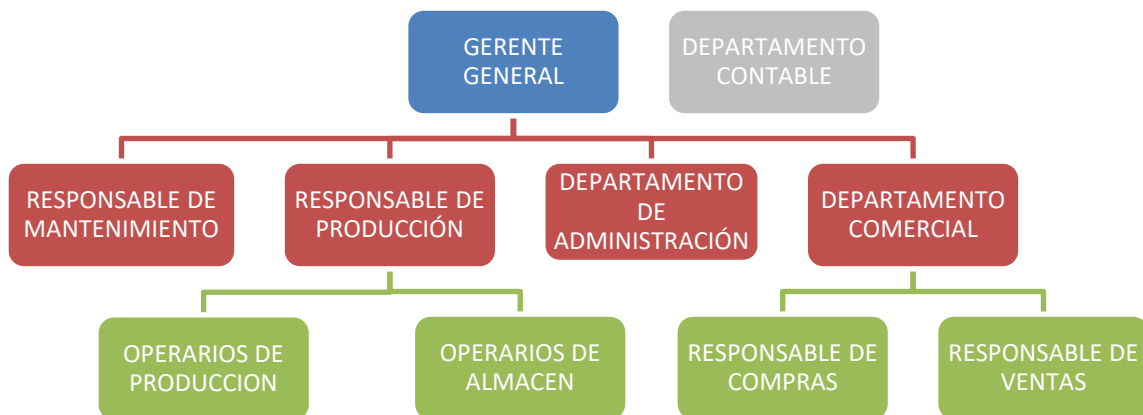 GERENTE
GENERAL
DEPARTAMENTO
CONTABLE
RESPONSABLE DE
MANTENIMIENTO
RESPONSABLE DE
PRODUCCIÓN
DEPARTAMENTO
DE
ADMINISTRACIÓN
DEPARTAMENTO
COMERCIAL
OPERARIOS DE
PRODUCCION
OPERARIOS DE
ALMACEN
RESPONSABLE DE
COMPRAS
RESPONSABLE DE
VENTAS